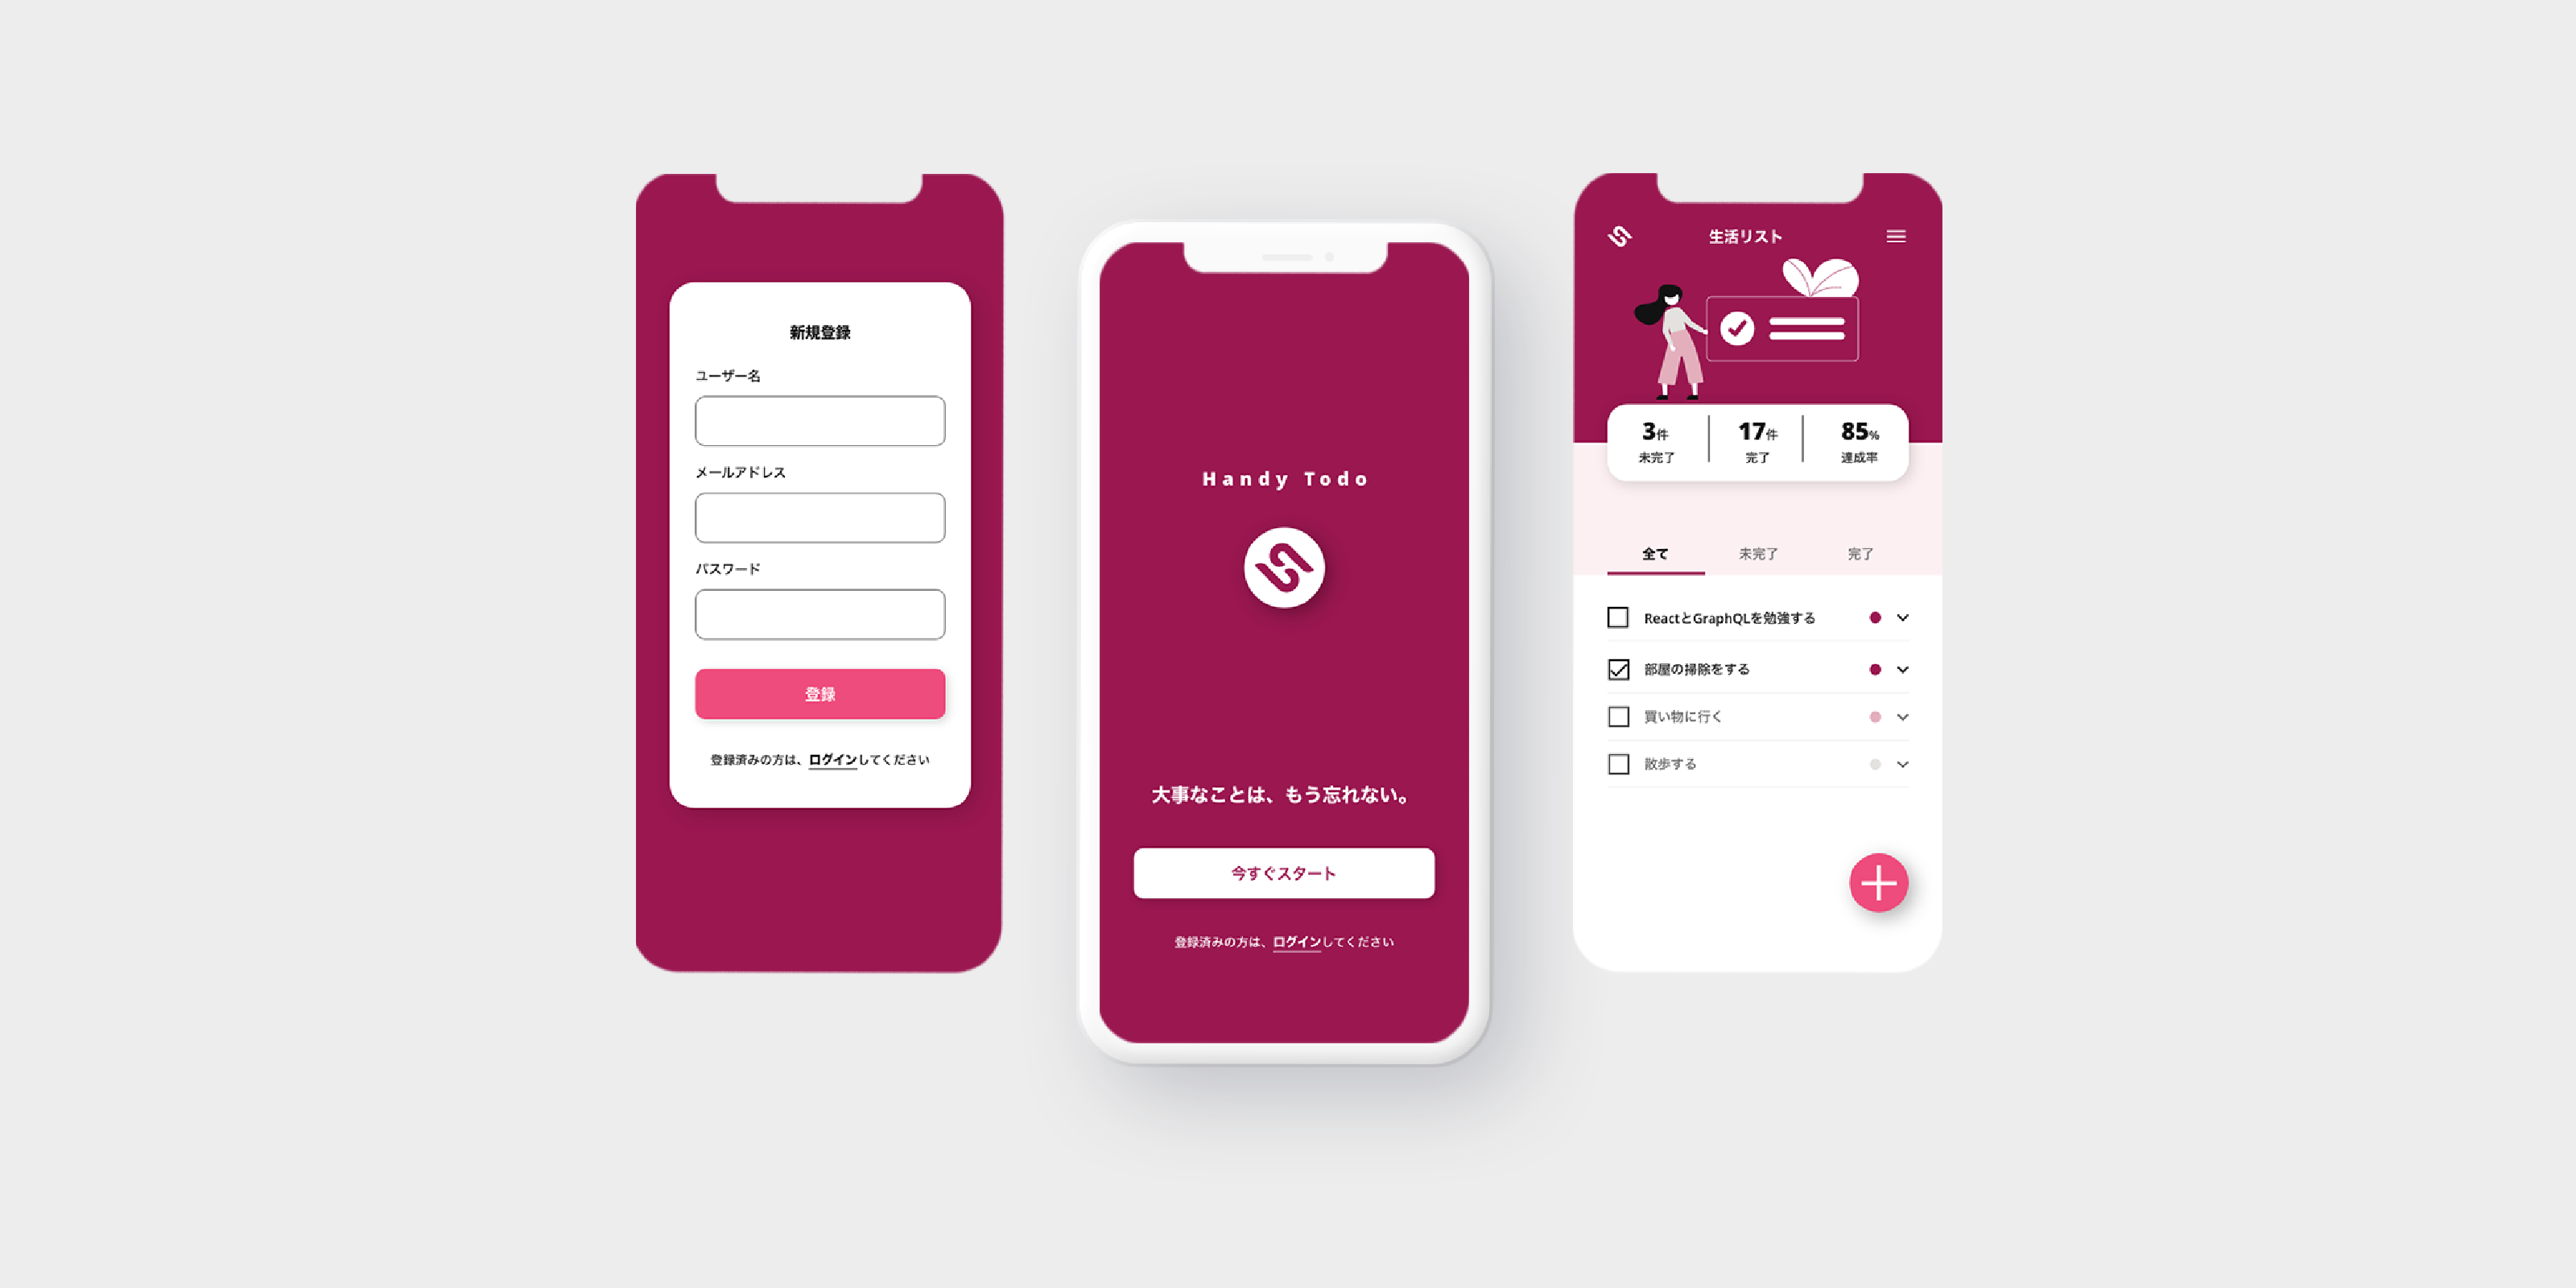 新規登録
ユーザー名
メールアドレス
パスワード
登録
登録済みの方は、ログインしてください
Handy Todo
大事なことは、もう忘れない。
今すぐスタート
登録済みの方は、ログインしてください
生活リスト
3件 17件 85%
未完了 完了 達成率
全て 未完了 完了
ReactとGraphQLを勉強する
部屋の掃除をする
買い物に行く
散歩する